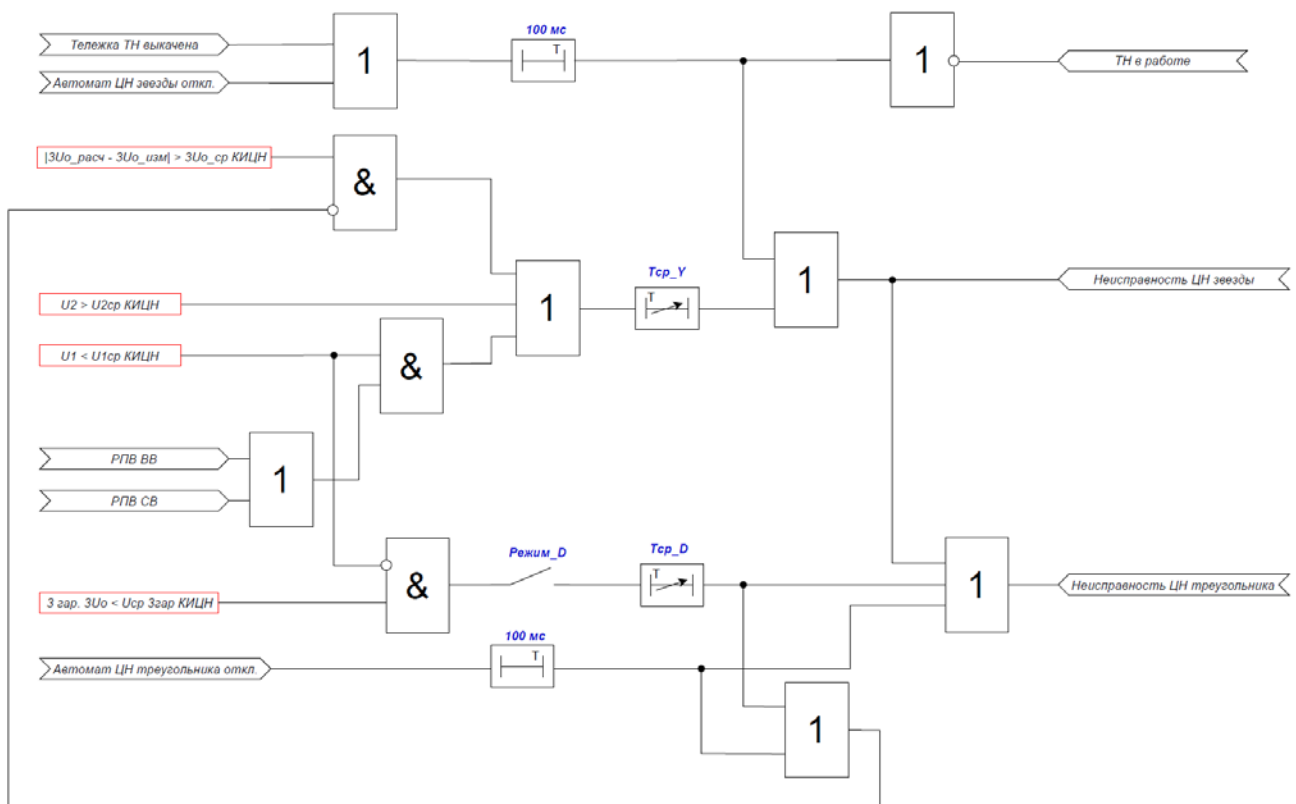 100 мс
Тележка ТН выкачена
1
T
1
ТН в работе
Автомат ЦН звезды откл.
|3Uo_расч - 3Uo_изм| > 3Uo_ср КИЦН
&
Тср_Y
1
U2 > U2ср КИЦН
1
T
Неисправность ЦН звезды
U1 < U1ср КИЦН
&
РПВ ВВ
1
РПВ СВ
Режим_D
Тср_D
&
T
1
Неисправность ЦН треугольника
3 гар. 3Uo < Uср 3гар КИЦН
100 мс
Автомат ЦН треугольника откл.
T
1